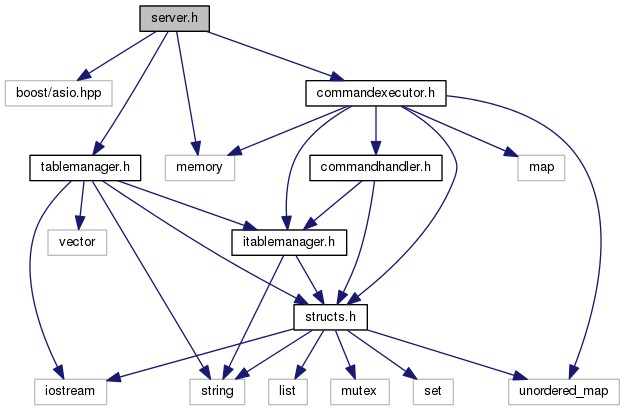 server.h
boost/asio.hpp
commandexecutor.h
tablemanager.h
memory
commandhandler.h
map
vector
itablemanager.h
structs.h
iostream
string
list
mutex
set
unordered_map